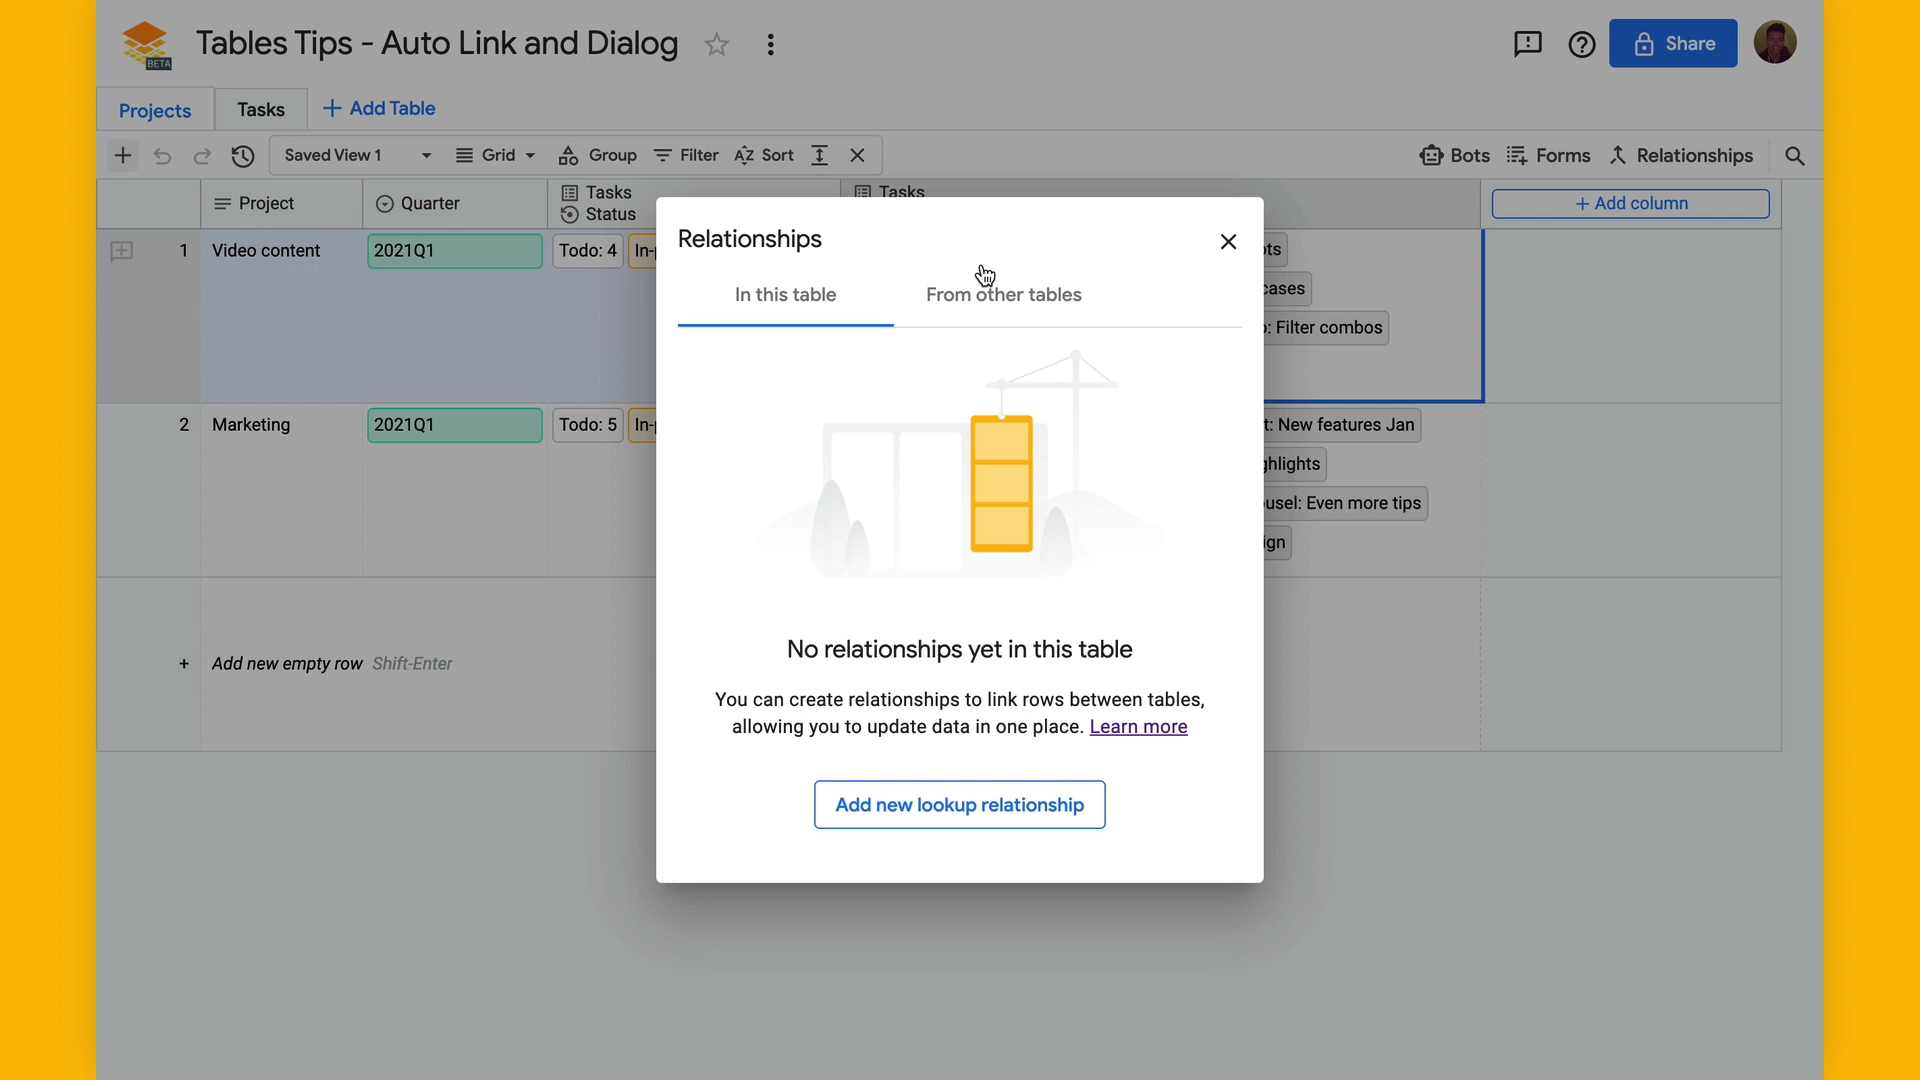 BETA
Tables Tips - Auto Link and Dialog
Share
Projects
Tasks
+ Add Table
Saved View 1
Grid
Group
Filter
Sort
Bots
Forms
Relationships
Project
Quarter
Tasks
Status
Tasks
+ Add column
1
Video content
2021Q1
Todo: 4
cases
: Filter combos
2
Marketing
2021Q1
Todo: 5
t: New features Jan
ghlights
usel: Even more tips
ign
+ Add new empty row Shift-Enter
Relationships
In this table
From other tables
No relationships yet in this table
You can create relationships to link rows between tables,
allowing you to update data in one place. Learn more
Add new lookup relationship